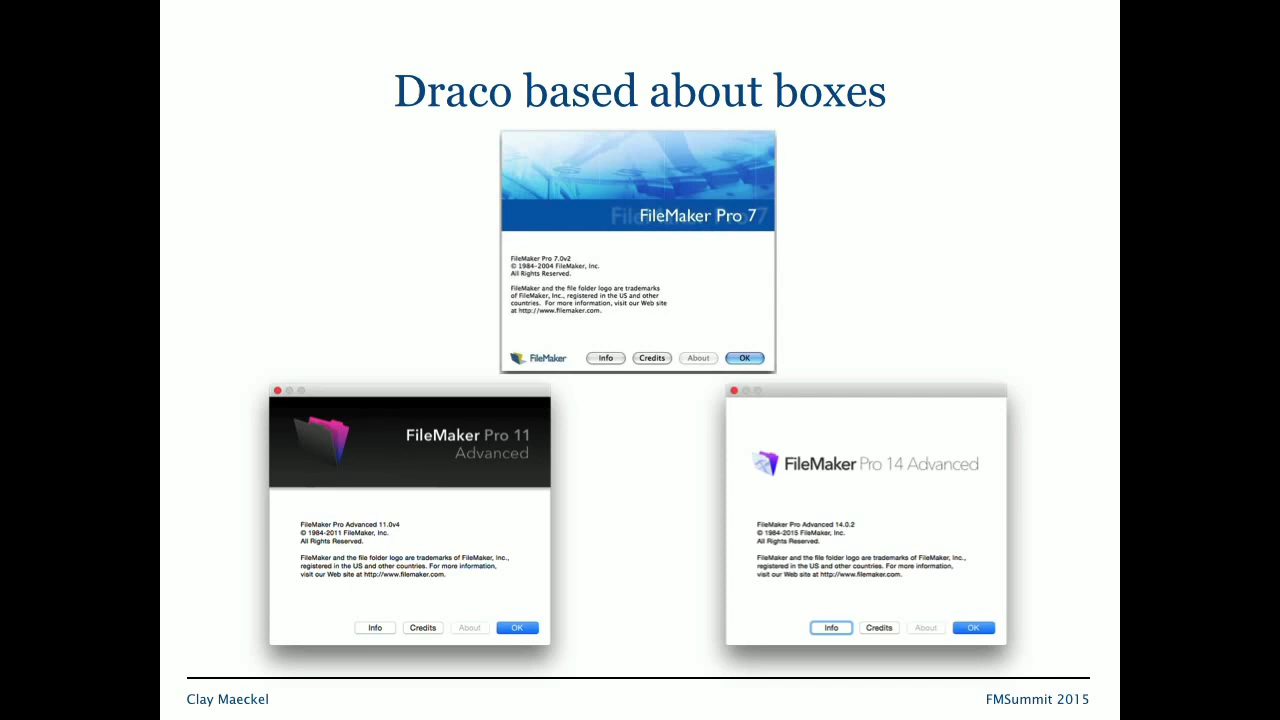 Draco based about boxes
FileMaker Pro 7
FileMaker Pro 7.0v2
© 1984-2004 FileMaker, Inc.
All Rights Reserved.
FileMaker and the file folder logo are trademarks
of FileMaker, Inc., registered in the US and other
countries. For more information, visit our Web site
at http://www.filemaker.com.
FileMaker Info Credits About OK
FileMaker Pro 11
Advanced
FileMaker Pro Advanced 11.0v4
© 1984-2011 FileMaker, Inc.
All Rights Reserved.
FileMaker and the file folder logo are trademarks of FileMaker, Inc.,
registered in the US and other countries. For more information,
visit our Web site at http://www.filemaker.com.
Info Credits About OK
FileMaker Pro 14 Advanced
FileMaker Pro Advanced 14.0.2
© 1984-2015 FileMaker, Inc.
All Rights Reserved.
FileMaker and the file folder logo are trademarks of FileMaker, Inc.,
registered in the US and other countries. For more information,
visit our Web site at http://www.filemaker.com.
Info Credits About OK
Clay Maeckel FMSummit 2015